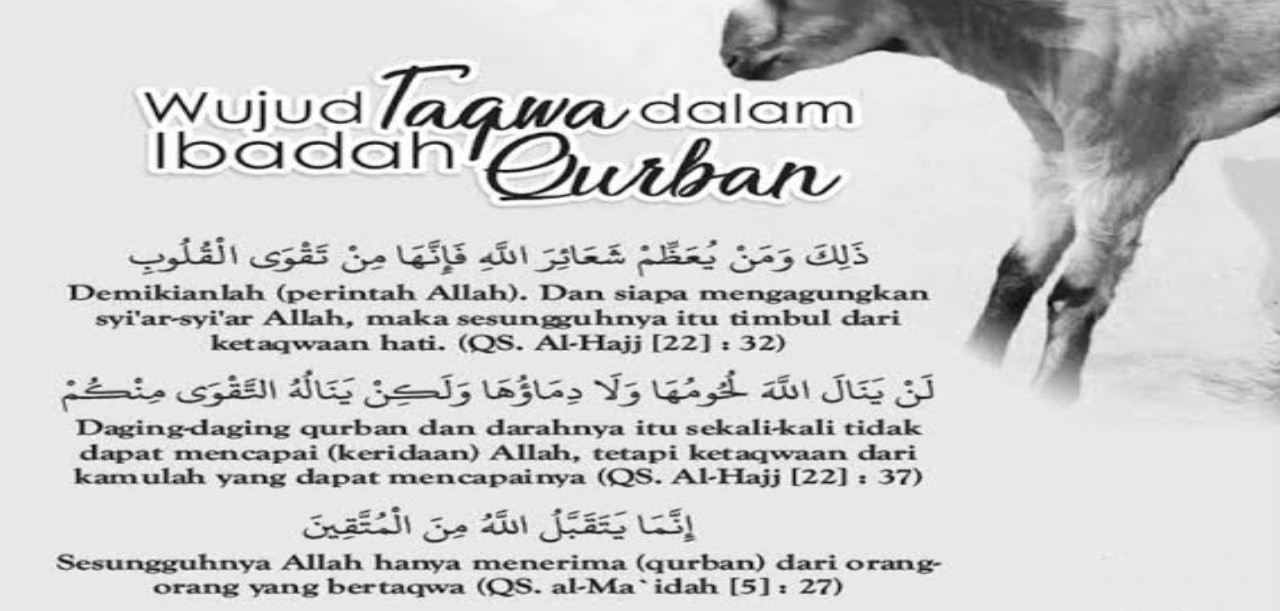 Wujud Taqwa dalam
Ibadah Qurban
ذَلِكَ وَمَنْ يُعَظِّمْ شَعَائِرَ اللَّهِ فَإِنَّهَا مِنْ تَقْوَى الْقُلُوبِ
Demikianlah (perintah Allah). Dan siapa mengagungkan
syi'ar-syi'ar Allah, maka sesungguhnya itu timbul dari
ketaqwaan hati. (QS. Al-Hajj [22] : 32)
لَنْ يَنَالَ اللَّهَ لُحُومُهَا وَلَا دِمَاؤُهَا وَلَكِنْ يَنَالُهُ التَّقْوَى مِنْكُمْ
Daging-daging qurban dan darahnya itu sekali-kali tidak
dapat mencapai (keridaan) Allah, tetapi ketaqwaan dari
kamulah yang dapat mencapainya (QS. Al-Hajj [22] : 37)
إِنَّمَا يَتَقَبَّلُ اللَّهُ مِنَ الْمُتَّقِينَ
Sesungguhnya Allah hanya menerima (qurban) dari orang-
orang yang bertaqwa (QS. al-Ma`idah [5] : 27)